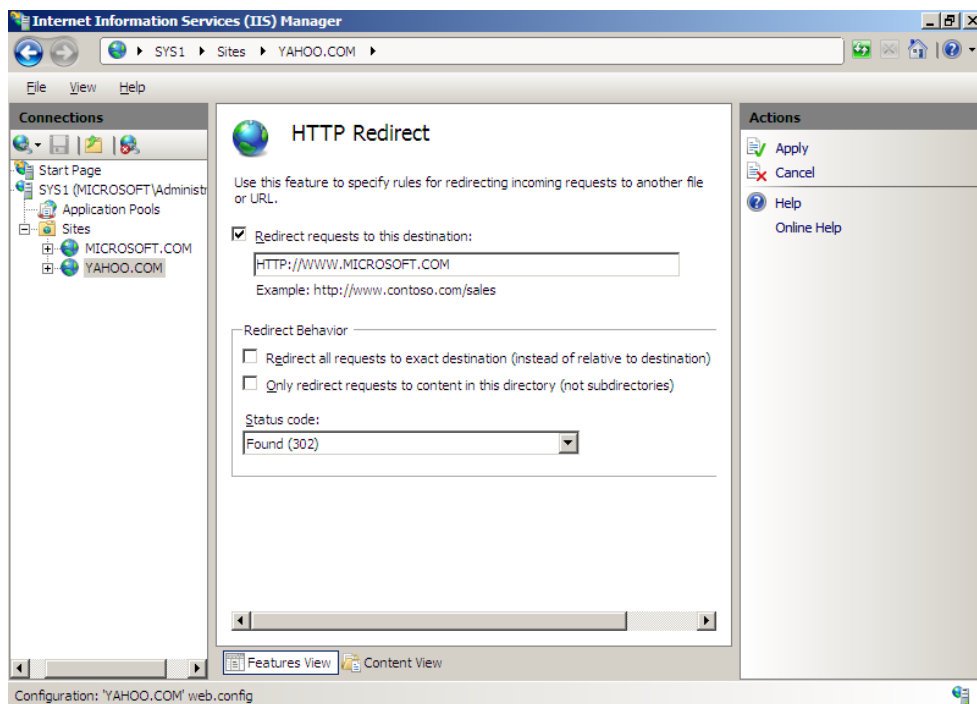 Internet Information Services (IIS) Manager
SYS1 Sites YAHOO.COM
File View Help
Connections
Start Page
SYS1 (MICROSOFT\Administr
Application Pools
Sites
MICROSOFT.COM
YAHOO.COM
HTTP Redirect
Use this feature to specify rules for redirecting incoming requests to another file
or URL.
Redirect requests to this destination:
HTTP://WWW.MICROSOFT.COM
Example: http://www.contoso.com/sales
Redirect Behavior
Redirect all requests to exact destination (instead of relative to destination)
Only redirect requests to content in this directory (not subdirectories)
Status code:
Found (302)
Features View Content View
Actions
Apply
Cancel
Help
Online Help
Configuration: 'YAHOO.COM' web.config